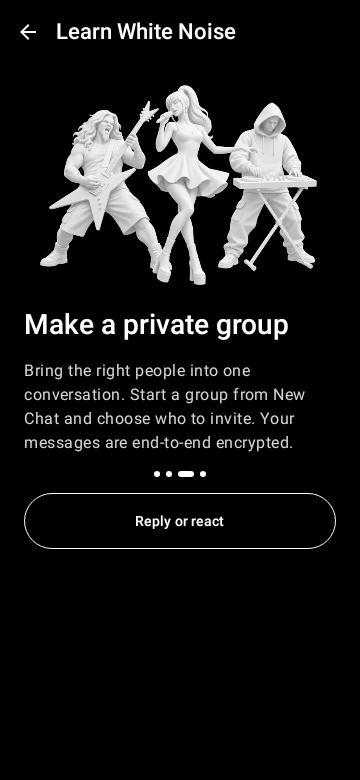 Learn White Noise
Make a private group
Bring the right people into one
conversation. Start a group from New
Chat and choose who to invite. Your
messages are end-to-end encrypted.
Reply or react